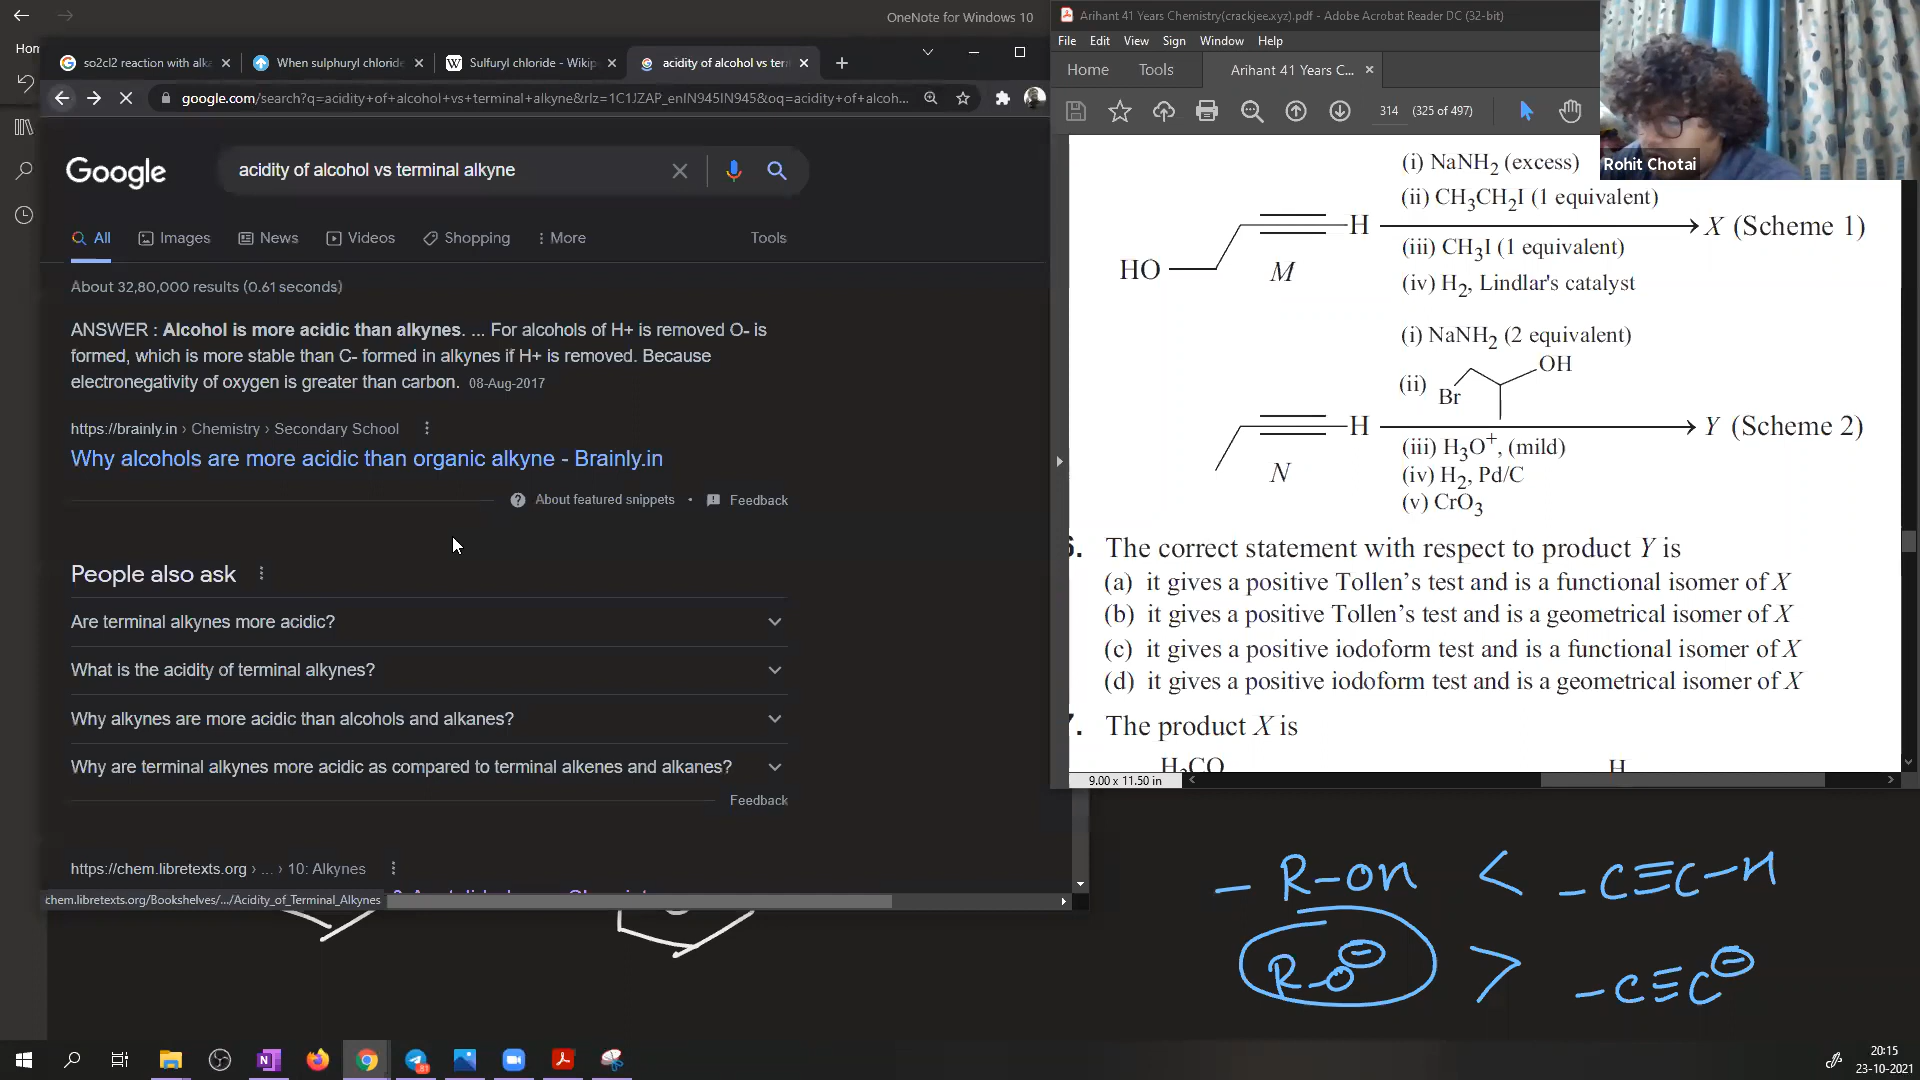 OneNote for Windows 10
Hom
so2cl2 reaction with alka
When sulphuryl chloride
Sulfuryl chloride - Wikip
acidity of alcohol vs term
google.com/search?q=acidity+of+alcohol+vs+terminal+alkyne&rlz=1C1JZAP_enIN945IN945&oq=acidity+of+alcoh...
Google
acidity of alcohol vs terminal alkyne
All
Images
News
Videos
Shopping
More
Tools
About 32,80,000 results (0.61 seconds)
ANSWER : Alcohol is more acidic than alkynes. ... For alcohols of H+ is removed O- is
formed, which is more stable than C- formed in alkynes if H+ is removed. Because
electronegativity of oxygen is greater than carbon. 08-Aug-2017
https://brainly.in › Chemistry › Secondary School
Why alcohols are more acidic than organic alkyne - Brainly.in
About featured snippets • Feedback
People also ask
Are terminal alkynes more acidic?
What is the acidity of terminal alkynes?
Why alkynes are more acidic than alcohols and alkanes?
Why are terminal alkynes more acidic as compared to terminal alkenes and alkanes?
Feedback
https://chem.libretexts.org › ... › 10: Alkynes
chem.libretexts.org/Bookshelves/.../Acidity_of_Terminal_Alkynes
Arihant 41 Years Chemistry(crackjee.xyz).pdf - Adobe Acrobat Reader DC (32-bit)
File Edit View Sign Window Help
Home Tools Arihant 41 Years C... ×
314 (325 of 497)
Rohit Chotai
(i) NaNH2 (excess)
(ii) CH3CH2I (1 equivalent)
HO H X (Scheme 1)
M
(iii) CH3I (1 equivalent)
(iv) H2, Lindlar's catalyst
(i) NaNH2 (2 equivalent)
(ii) Br OH
H Y (Scheme 2)
N
(iii) H3O+, (mild)
(iv) H2, Pd/C
(v) CrO3
6. The correct statement with respect to product Y is
(a) it gives a positive Tollen’s test and is a functional isomer of X
(b) it gives a positive Tollen’s test and is a geometrical isomer of X
(c) it gives a positive iodoform test and is a functional isomer of X
(d) it gives a positive iodoform test and is a geometrical isomer of X
7. The product X is
H3CO H
9.00 x 11.50 in
– R–OH < –C≡C–H
R–O⊖ > –C≡C⊖
20:15
23-10-2021